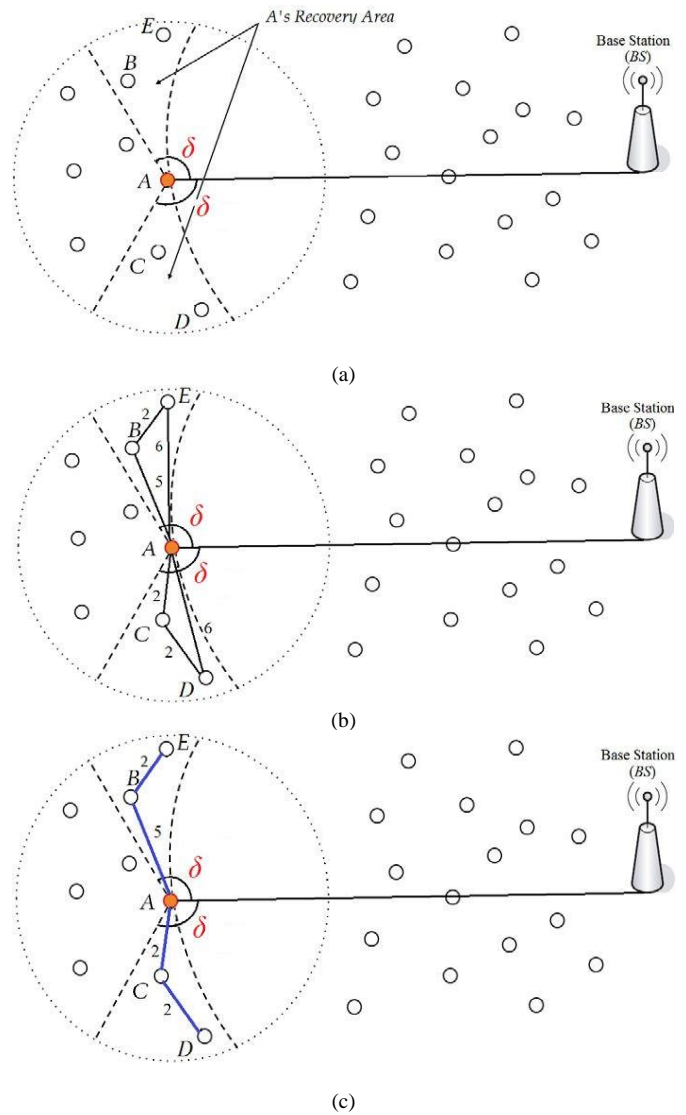 A's Recovery Area
E
B
Base Station
(BS)
δ
A
δ
C
D
(a)
E
2
B
6
5
Base Station
(BS)
δ
A
δ
2
C
6
2
D
(b)
E
2
B
5
Base Station
(BS)
δ
A
δ
2
C
2
D
(c)